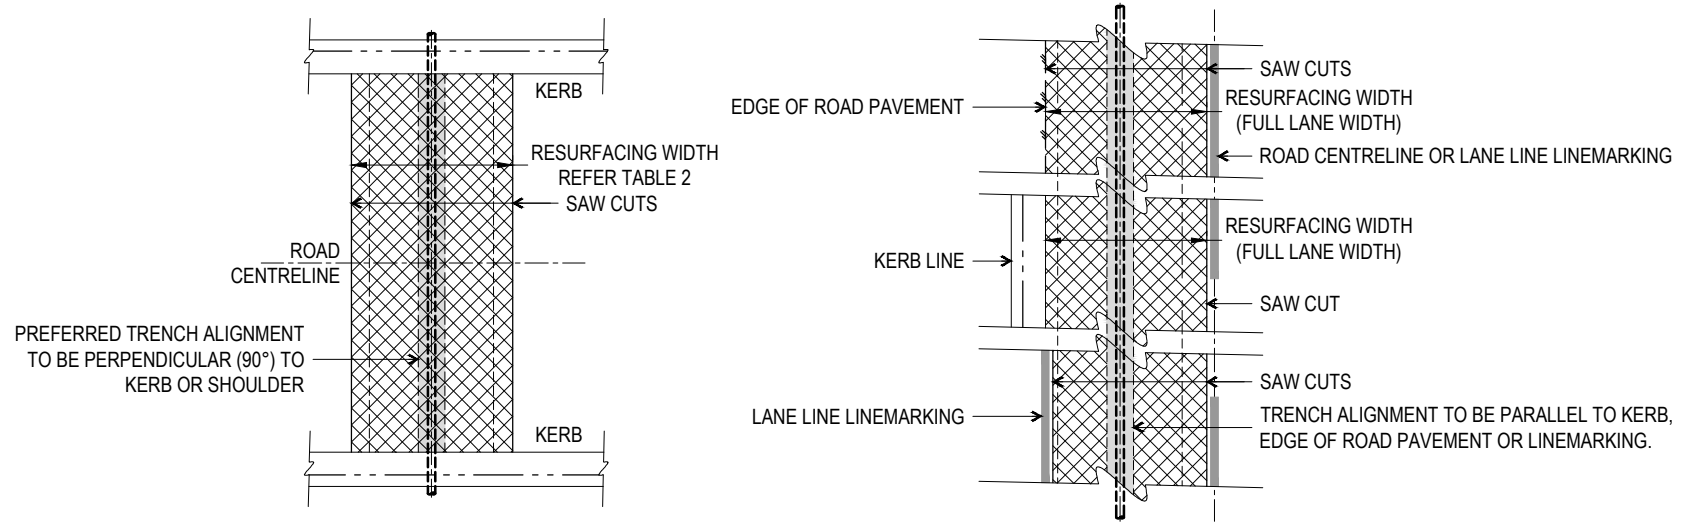 KERB
RESURFACING WIDTH
REFER TABLE 2
SAW CUTS
ROAD
CENTRELINE
PREFERRED TRENCH ALIGNMENT
TO BE PERPENDICULAR (90°) TO
KERB OR SHOULDER
KERB
SAW CUTS
EDGE OF ROAD PAVEMENT
RESURFACING WIDTH
(FULL LANE WIDTH)
ROAD CENTRELINE OR LANE LINE LINEMARKING
RESURFACING WIDTH
(FULL LANE WIDTH)
KERB LINE
SAW CUT
SAW CUTS
LANE LINE LINEMARKING
TRENCH ALIGNMENT TO BE PARALLEL TO KERB,
EDGE OF ROAD PAVEMENT OR LINEMARKING.